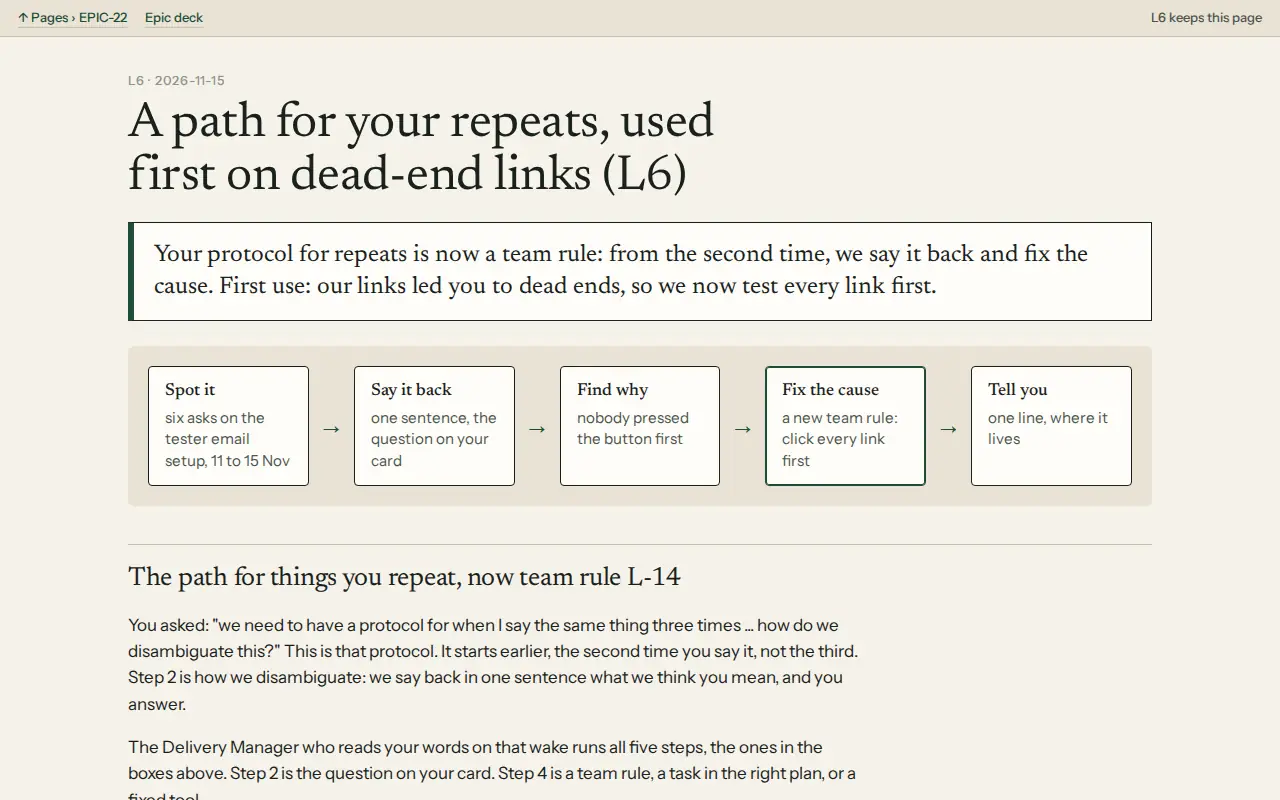 ↑ Pages › EPIC-22 Epic deck L6 keeps this page
L6 · 2026-11-15
A path for your repeats, used
first on dead-end links (L6)
Your protocol for repeats is now a team rule: from the second time, we say it back and fix the
cause. First use: our links led you to dead ends, so we now test every link first.
Spot it
six asks on the
tester email
setup, 11 to 15 Nov
→
Say it back
one sentence, the
question on your
card
→
Find why
nobody pressed
the button first
→
Fix the cause
a new team rule:
click every link
first
→
Tell you
one line, where it
lives
The path for things you repeat, now team rule L-14
You asked: "we need to have a protocol for when I say the same thing three times ... how do we
disambiguate this?" This is that protocol. It starts earlier, the second time you say it, not the third.
Step 2 is how we disambiguate: we say back in one sentence what we think you mean, and you
answer.
The Delivery Manager who reads your words on that wake runs all five steps, the ones in the
boxes above. Step 2 is the question on your card. Step 4 is a team rule, a task in the right plan, or a
fixed tool.